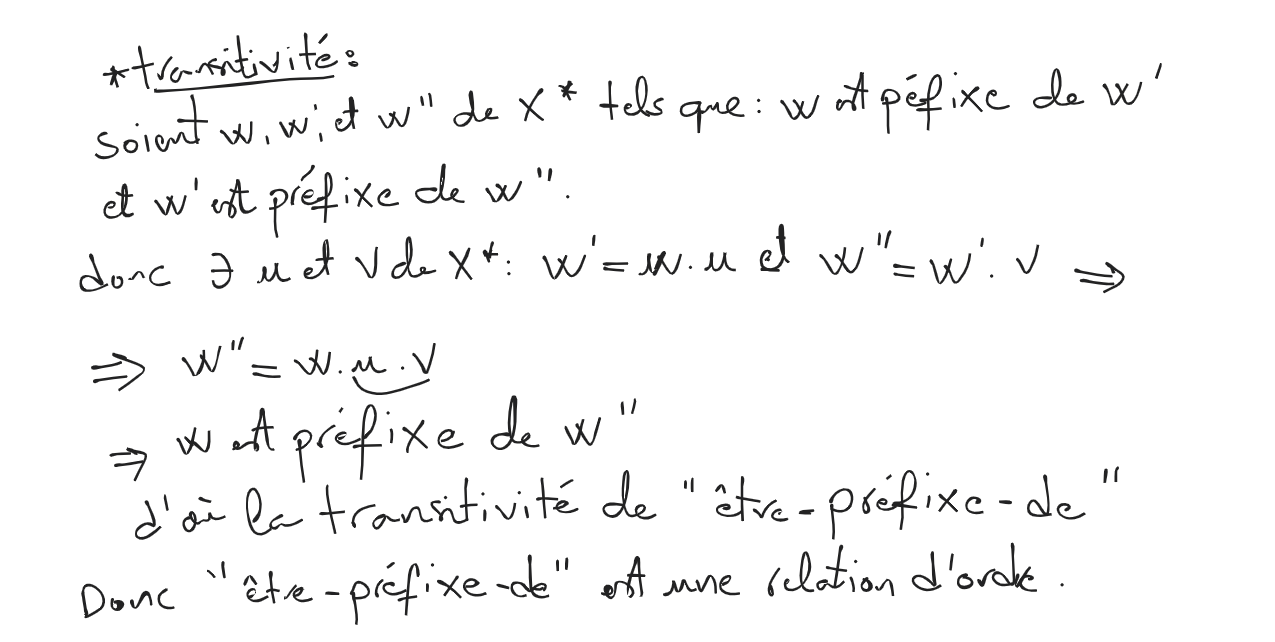 * transitivité :
soient w, w', et w" de X* tels que : w est péfixe de w'
et w' est préfixe de w".
donc ∃ u et v de X* : w' = w.u et w" = w'.v ⇒
⇒ w" = w.u.v
⇒ w est préfixe de w"
d'où la transitivité de "être-préfixe-de"
Donc "être-préfixe-de" est une relation d'ordre.